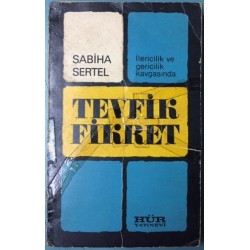 SABİHA
SERTEL
İlericilik ve
gericilik
kavgasında
TEVFİK
FİKRET
HÜR
YAYINEVİ